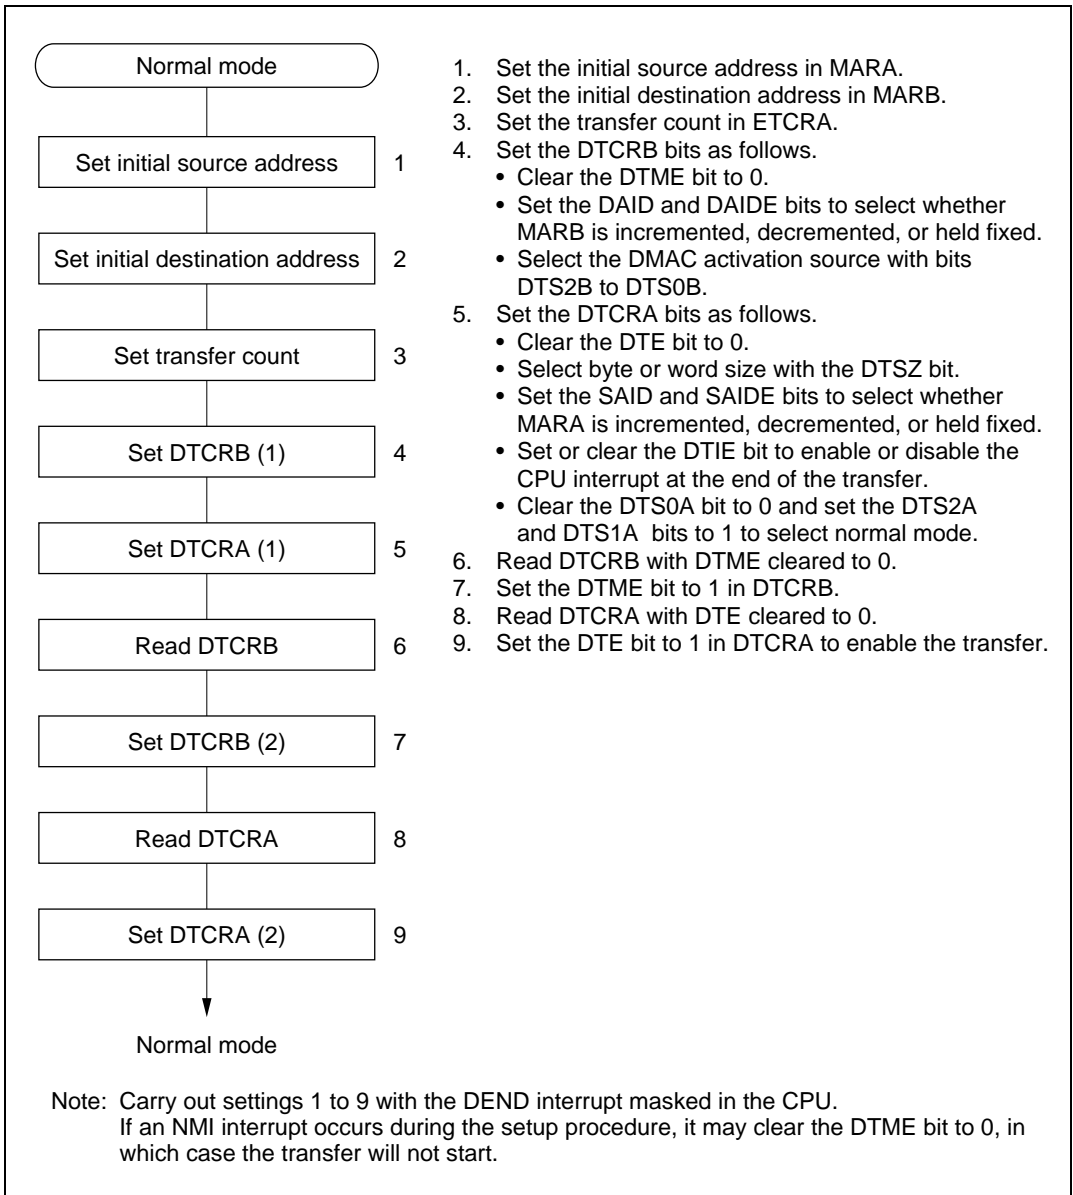 Normal mode
Set initial source address 1
Set initial destination address 2
Set transfer count 3
Set DTCRB (1) 4
Set DTCRA (1) 5
Read DTCRB 6
Set DTCRB (2) 7
Read DTCRA 8
Set DTCRA (2) 9
Normal mode
1. Set the initial source address in MARA.
2. Set the initial destination address in MARB.
3. Set the transfer count in ETCRA.
4. Set the DTCRB bits as follows.
• Clear the DTME bit to 0.
• Set the DAID and DAIDE bits to select whether
MARB is incremented, decremented, or held fixed.
• Select the DMAC activation source with bits
DTS2B to DTS0B.
5. Set the DTCRA bits as follows.
• Clear the DTE bit to 0.
• Select byte or word size with the DTSZ bit.
• Set the SAID and SAIDE bits to select whether
MARA is incremented, decremented, or held fixed.
• Set or clear the DTIE bit to enable or disable the
CPU interrupt at the end of the transfer.
• Clear the DTS0A bit to 0 and set the DTS2A
and DTS1A bits to 1 to select normal mode.
6. Read DTCRB with DTME cleared to 0.
7. Set the DTME bit to 1 in DTCRB.
8. Read DTCRA with DTE cleared to 0.
9. Set the DTE bit to 1 in DTCRA to enable the transfer.
Note: Carry out settings 1 to 9 with the DEND interrupt masked in the CPU.
If an NMI interrupt occurs during the setup procedure, it may clear the DTME bit to 0, in
which case the transfer will not start.